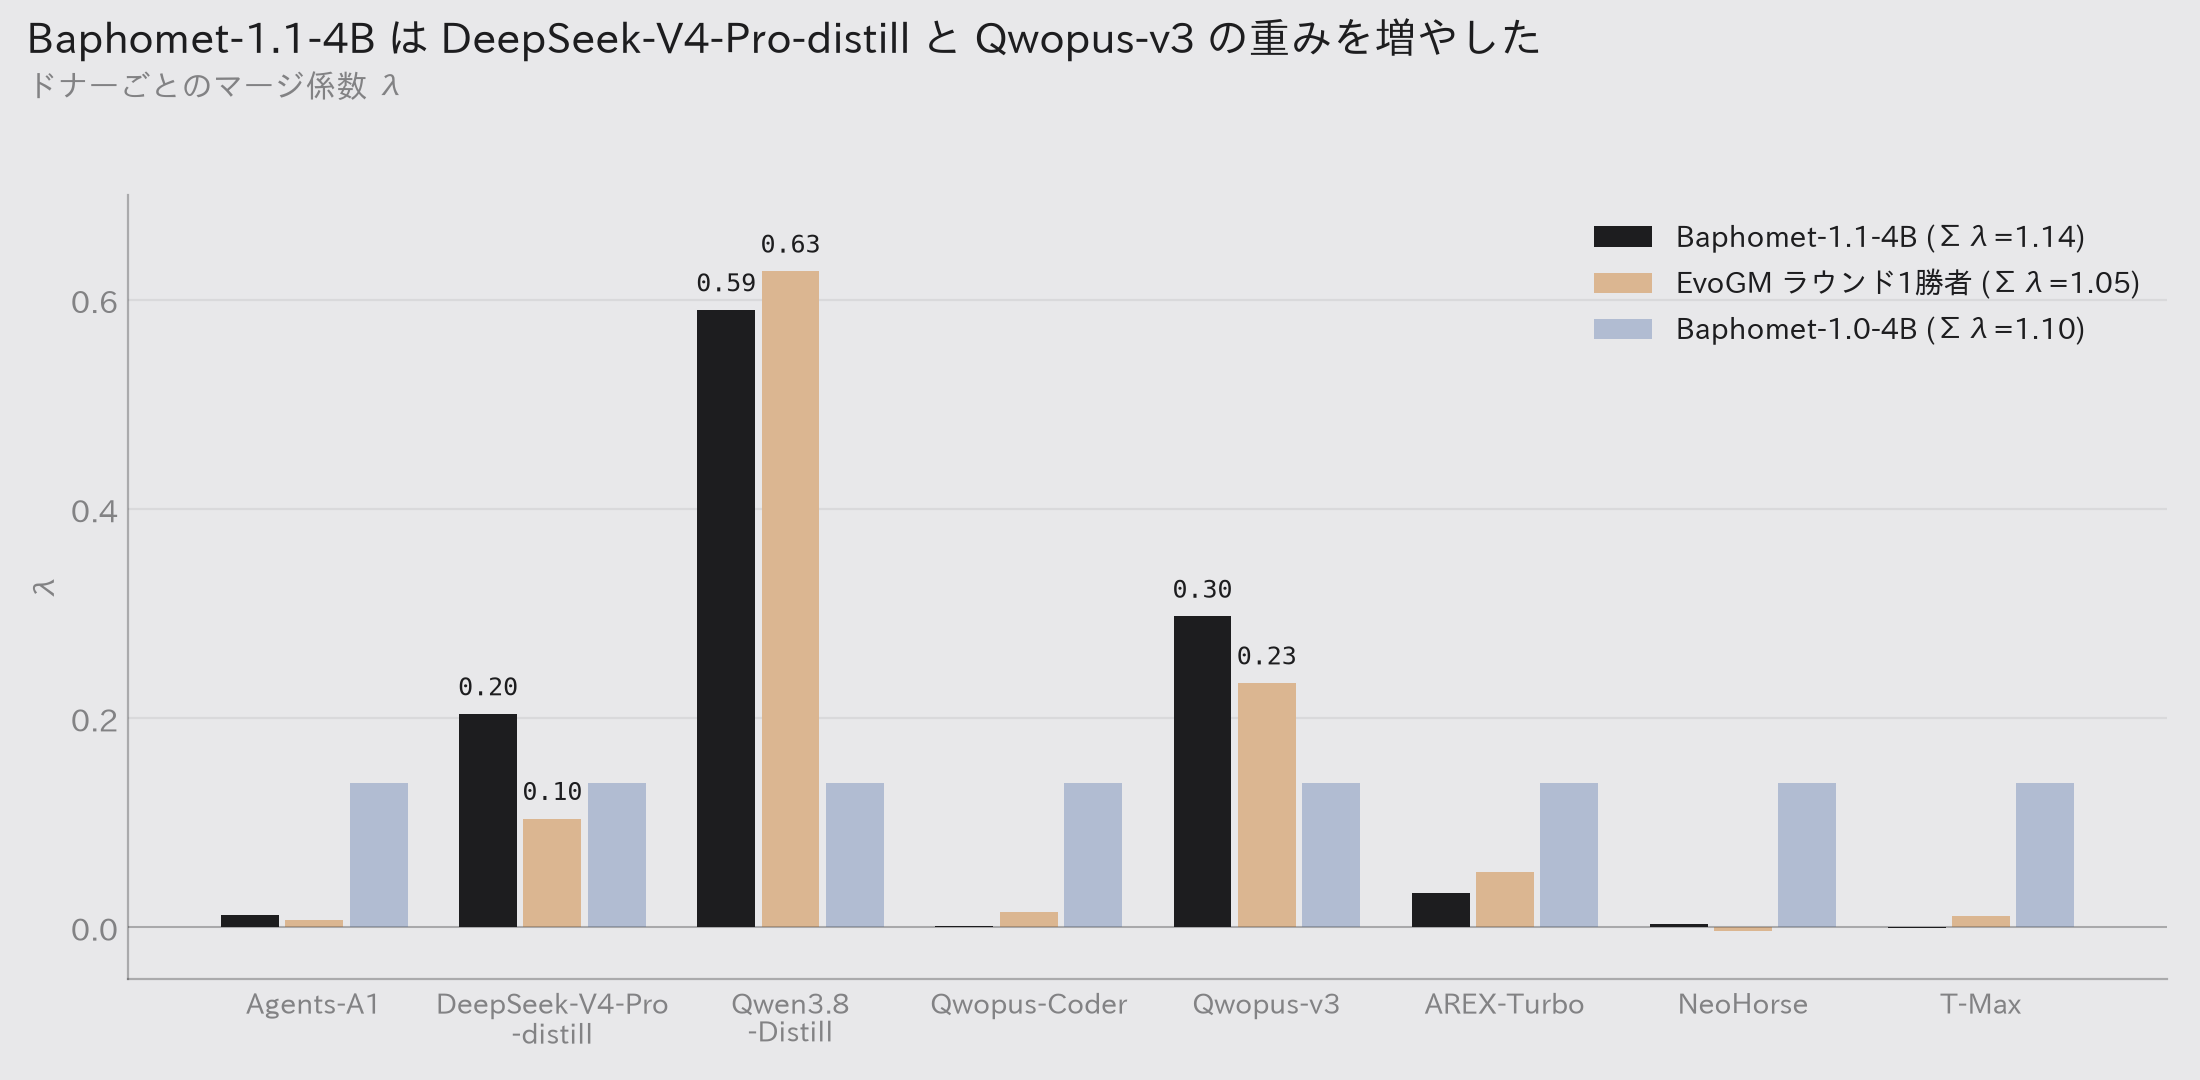 Baphomet-1.1-4B は DeepSeek-V4-Pro-distill と Qwopus-v3 の重みを増やした
ドナーごとのマージ係数 λ
Baphomet-1.1-4B (Σλ=1.14)
EvoGM ラウンド1勝者 (Σλ=1.05)
Baphomet-1.0-4B (Σλ=1.10)
λ
0.6
0.4
0.2
0.0
0.20
0.10
0.59
0.63
0.30
0.23
Agents-A1
DeepSeek-V4-Pro
-distill
Qwen3.8
-Distill
Qwopus-Coder
Qwopus-v3
AREX-Turbo
NeoHorse
T-Max